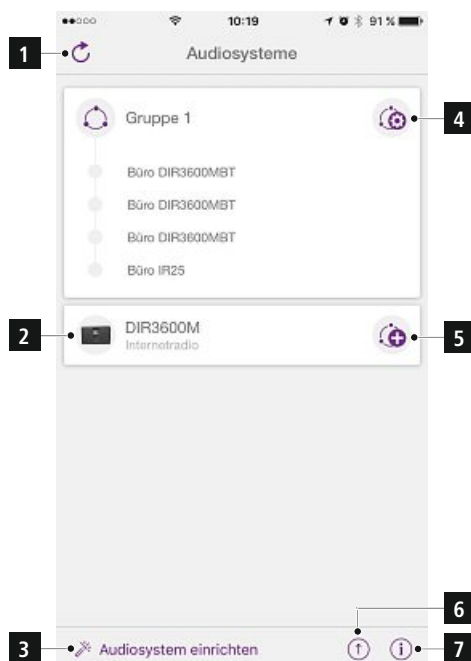 10:19
91 %
1
Audiosysteme
Gruppe 1
4
Büro DIR3600MBT
Büro DIR3600MBT
Büro DIR3600MBT
Büro IR25
2
DIR3600M
Internotradio
5
6
3
Audiosystem einrichten
7